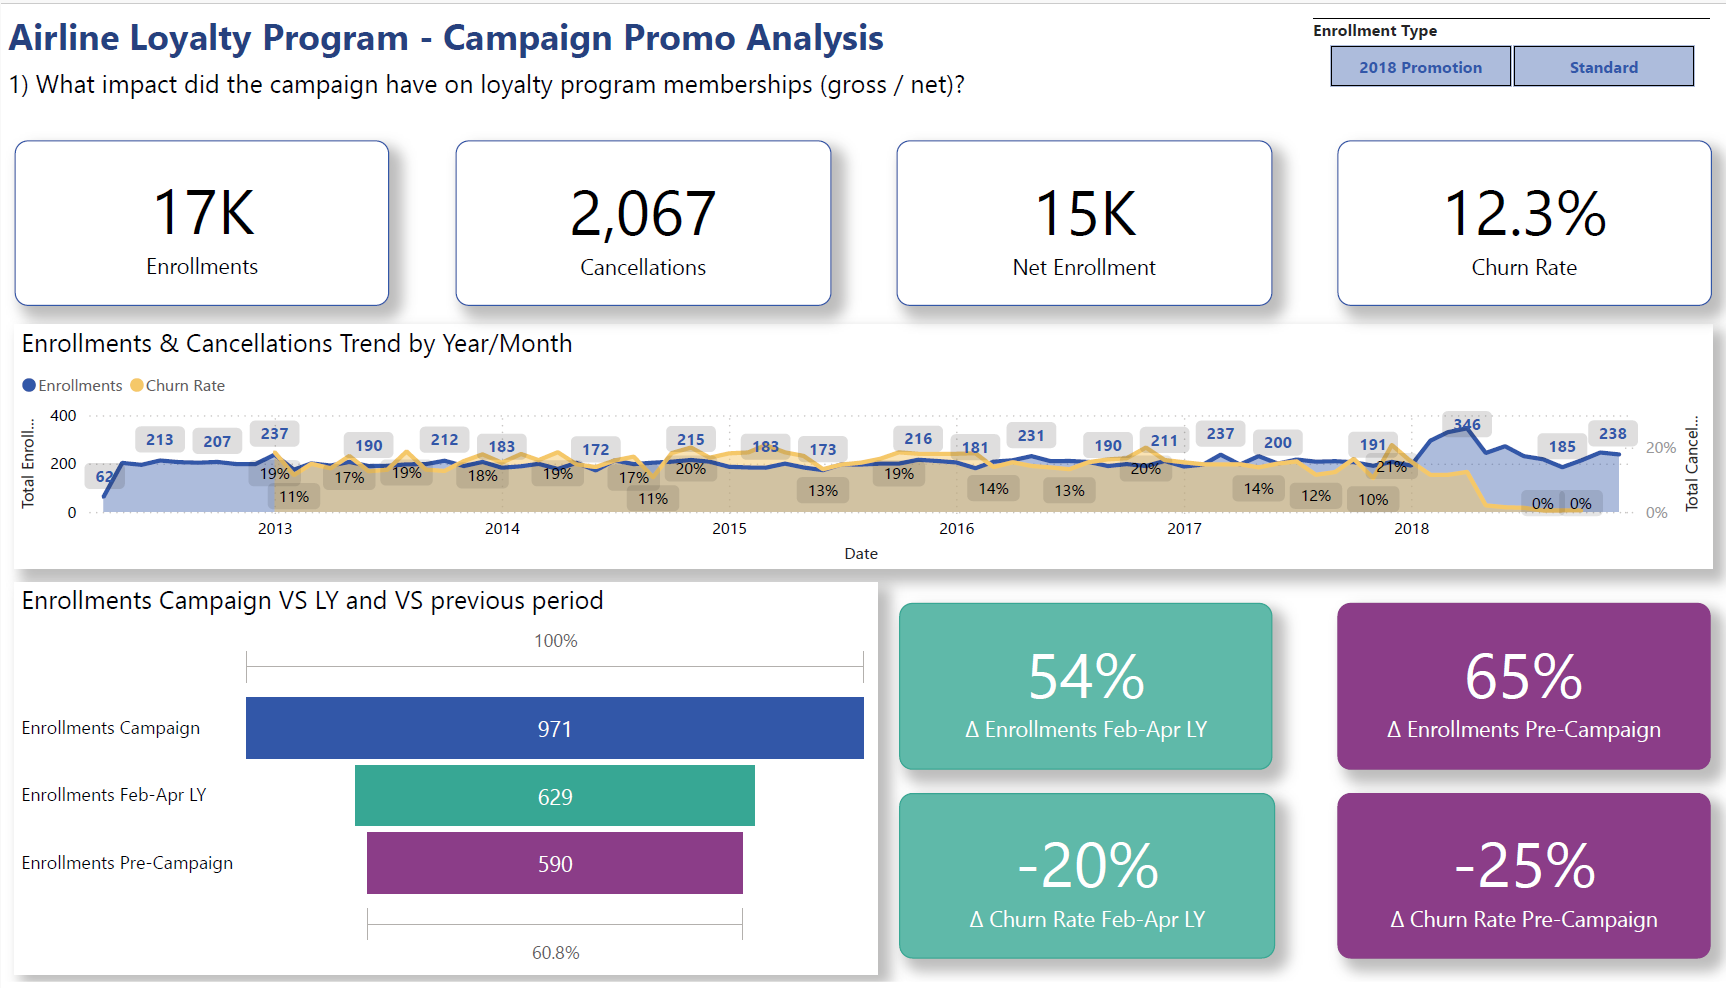 Airline Loyalty Program - Campaign Promo Analysis
1) What impact did the campaign have on loyalty program memberships (gross / net)?
Enrollment Type
2018 Promotion
Standard
17K
Enrollments
2,067
Cancellations
15K
Net Enrollment
12.3%
Churn Rate
Enrollments & Cancellations Trend by Year/Month
Enrollments
Churn Rate
Total Enroll...
400
200
0
62
213
207
237
190
212
183
172
215
183
173
216
181
231
190
211
237
200
191
346
185
238
19%
11%
17%
19%
18%
19%
17%
11%
20%
13%
19%
14%
13%
20%
14%
12%
10%
21%
0%
0%
20%
0%
Total Cancel...
2013
2014
2015
2016
2017
2018
Date
Enrollments Campaign VS LY and VS previous period
100%
Enrollments Campaign
971
Enrollments Feb-Apr LY
629
Enrollments Pre-Campaign
590
60.8%
54%
Δ Enrollments Feb-Apr LY
65%
Δ Enrollments Pre-Campaign
-20%
Δ Churn Rate Feb-Apr LY
-25%
Δ Churn Rate Pre-Campaign